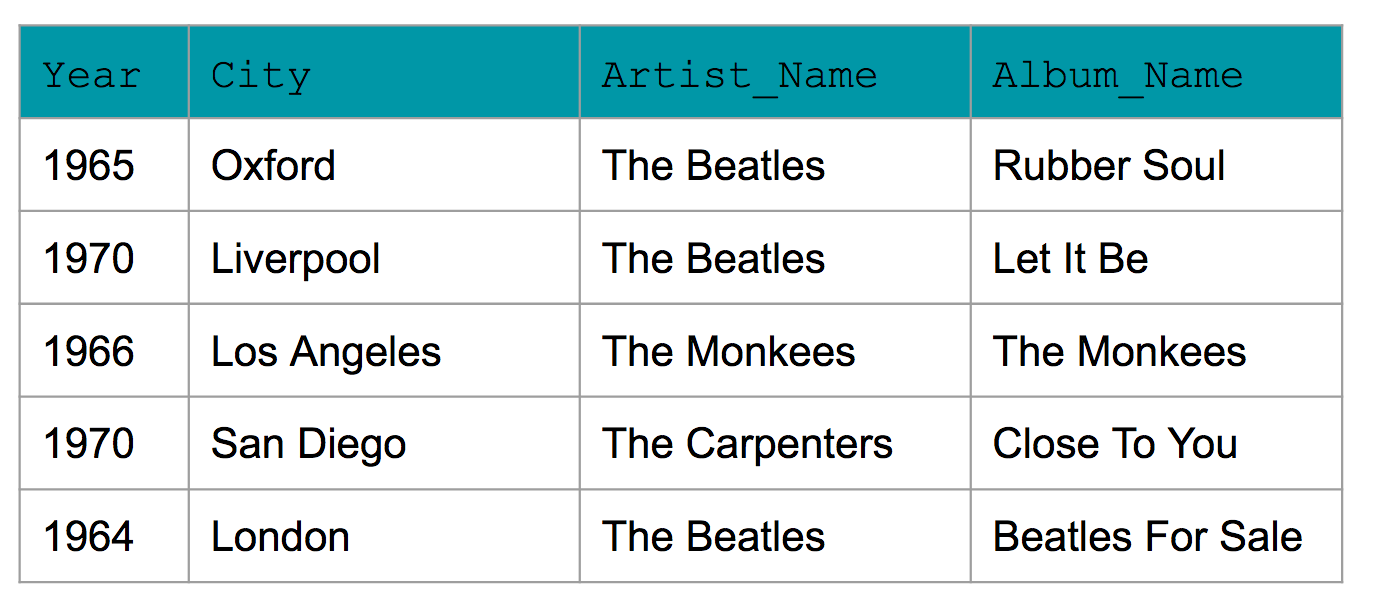 Year City Artist_Name Album_Name
1965 Oxford The Beatles Rubber Soul
1970 Liverpool The Beatles Let It Be
1966 Los Angeles The Monkees The Monkees
1970 San Diego The Carpenters Close To You
1964 London The Beatles Beatles For Sale